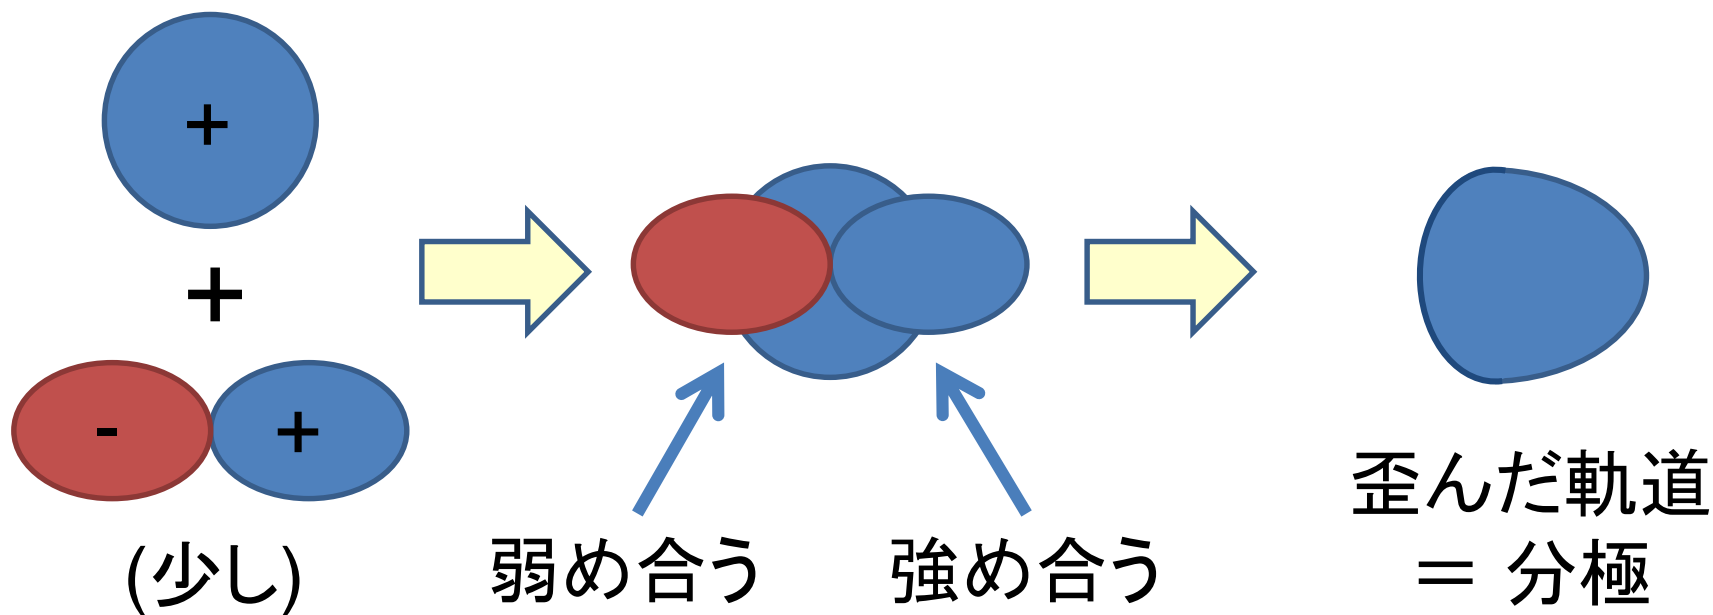 +
+
- +
(少し)
弱め合う
強め合う
歪んだ軌道
= 分極